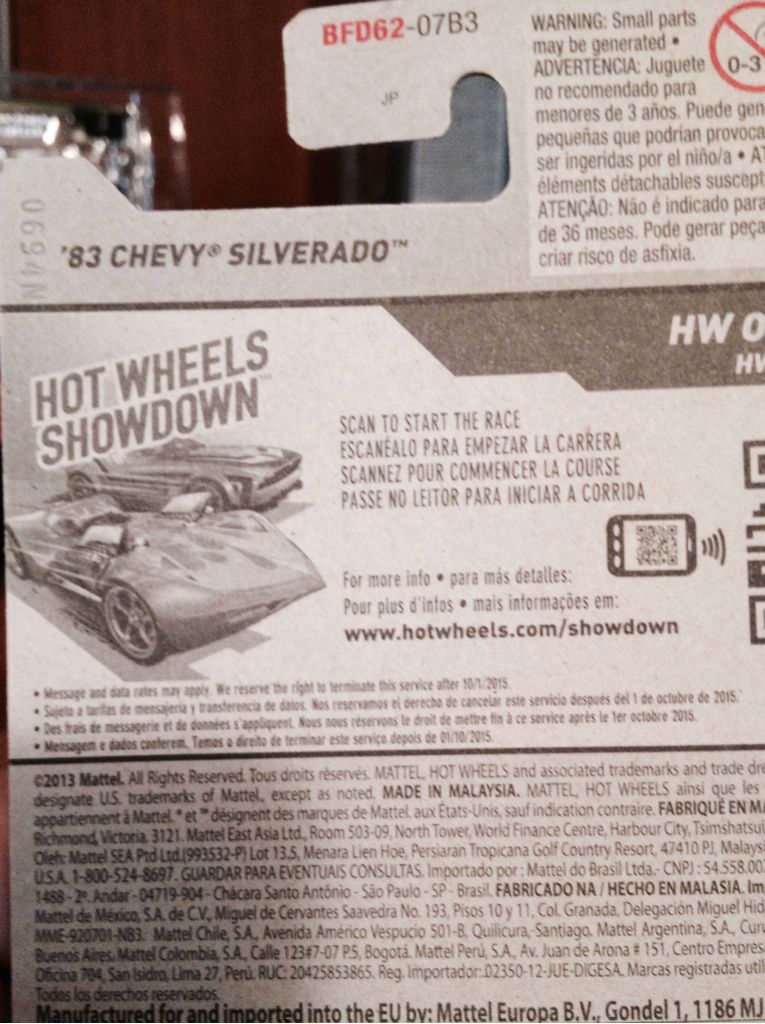 BFD62-07B3
JP
WARNING: Small parts
may be generated •
ADVERTENCIA: Juguete
no recomendado para
menores de 3 años. Puede gen
pequeñas que podrían provoca
ser ingeridas por el niño/a • A
éléments détachables suscept
ATENÇÃO: Não é indicado para
de 36 meses. Pode gerar peça
criar risco de asfixia.
0-3
N4690
'83 CHEVY® SILVERADO™
HW O
HW
HOT WHEELS
SHOWDOWN™
SCAN TO START THE RACE
ESCANÉALO PARA EMPEZAR LA CARRERA
SCANNEZ POUR COMMENCER LA COURSE
PASSE NO LEITOR PARA INICIAR A CORRIDA
For more info • para más detalles:
Pour plus d'infos • mais informações em:
www.hotwheels.com/showdown
• Message and data rates may apply. We reserve the right to terminate this service after 10/1/2015.
• Sujeto a tarifas de mensajería y transferencia de datos. Nos reservamos el derecho de cancelar este servicio después del 1 de octubre de 2015.
• Des frais de messagerie et de données s'appliquent. Nous nous réservons le droit de mettre fin à ce service après le 1er octobre 2015.
• Mensagem e dados conferem. Temos o direito de terminar este serviço depois de 01/10/2015.
©2013 Mattel. All Rights Reserved. Tous droits réservés. MATTEL, HOT WHEELS and associated trademarks and trade dre
designate U.S. trademarks of Mattel, except as noted. MADE IN MALAYSIA. MATTEL, HOT WHEELS ainsi que les
appartiennent à Mattel. ® et ™ désignent des marques de Mattel aux États-Unis, sauf indication contraire. FABRIQUÉ EN MA
Richmond, Victoria. 3121. Mattel East Asia Ltd., Room 503-09, North Tower, World Finance Centre, Harbour City, Tsimshatsui
Oleh: Mattel SEA Ptd Ltd.(993532-P) Lot 13.5, Menara Lien Hoe, Persiaran Tropicana Golf Country Resort, 47410 PJ, Malaysi
U.S.A. 1-800-524-8697. GUARDAR PARA EVENTUAIS CONSULTAS. Importado por : Mattel do Brasil Ltda.- CNPJ : 54.558.00
1488 - 2º. Andar - 04719-904 - Chácara Santo Antônio - São Paulo - SP - Brasil. FABRICADO NA / HECHO EN MALASIA. Im
Mattel de México, S.A. de C.V., Miguel de Cervantes Saavedra No. 193, Pisos 10 y 11, Col. Granada, Delegación Miguel Hid
MME-920701-NB3. Mattel Chile, S.A., Avenida Américo Vespucio 501-B, Quilicura, Santiago. Mattel Argentina, S.A., Curu
Buenos Aires. Mattel Colombia, S.A., Calle 123#7-07 P.5, Bogotá. Mattel Perú, S.A., Av. Juan de Arona # 151, Centro Empres
Oficina 704, San Isidro, Lima 27, Perú. RUC: 20425853865. Reg. Importador:.02350-12-JUE-DIGESA. Marcas registradas util
Todos los derechos reservados.
Manufactured for and imported into the EU by: Mattel Europa B.V., Gondel 1, 1186 MJ